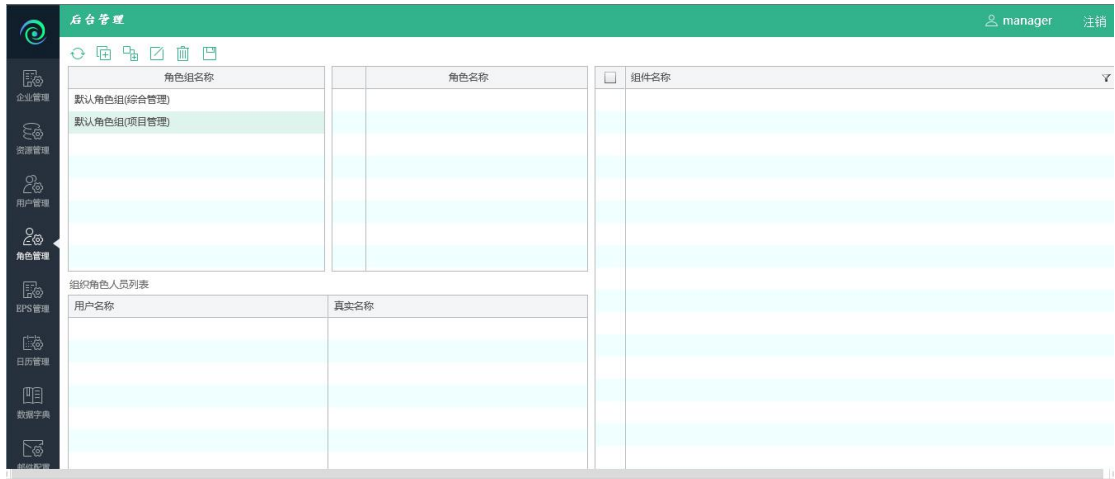 后台管理
manager
注销
企业管理
资源管理
用户管理
角色管理
EPS管理
日历管理
数据字典
邮件配置
角色组名称
角色名称
组件名称
默认角色组(综合管理)
默认角色组(项目管理)
组织角色人员列表
用户名称
真实名称